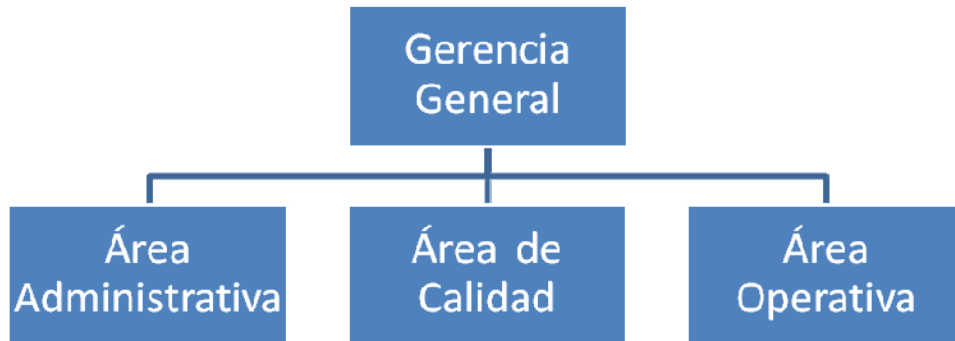 Gerencia
General
Área
Administrativa
Área de
Calidad
Área
Operativa